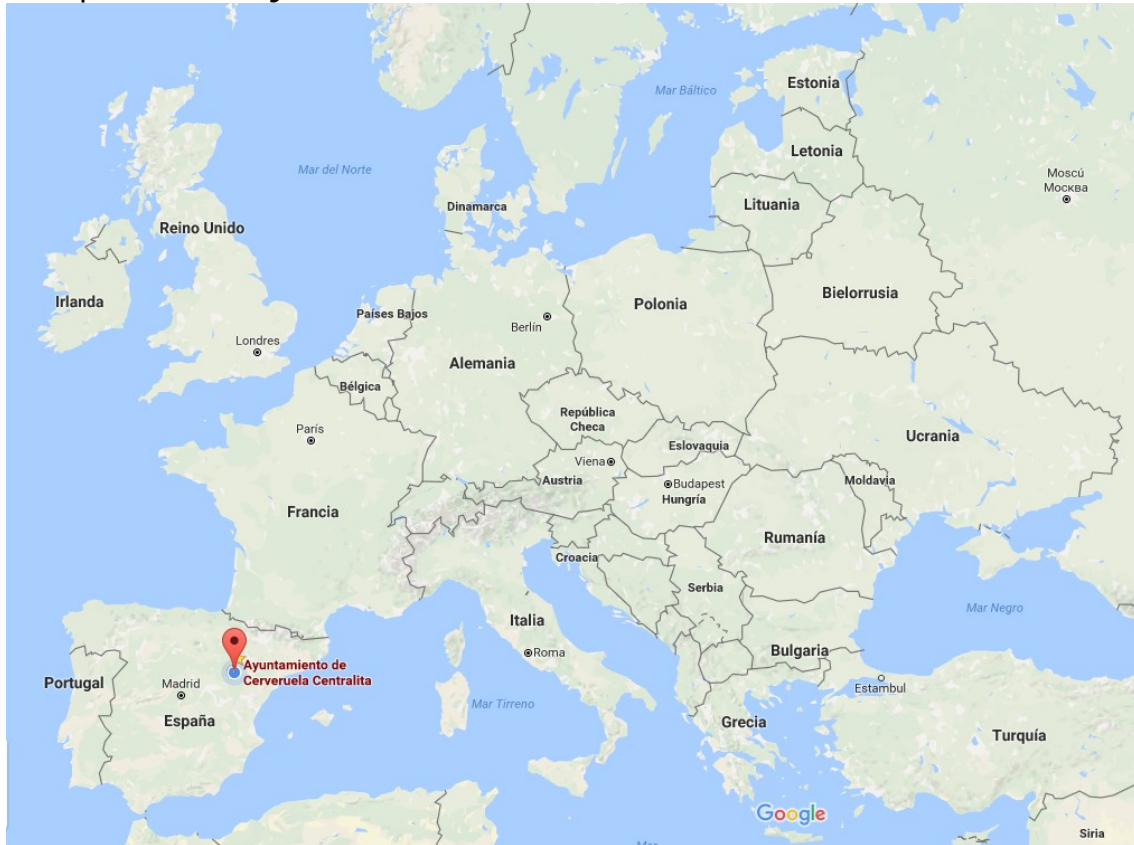 Estonia
Mar Báltico
Letonia
Mar del Norte
Moscú
Москва
Dinamarca
Lituania
Reino Unido
Bielorrusia
Irlanda
Polonia
Países Bajos
Berlín
Londres
Alemania
Bélgica
República
Checa
París
Ucrania
Eslovaquia
Viena
Austria
Budapest
Hungría
Moldavia
Francia
Rumanía
Croacia
Serbia
Mar Negro
Italia
Roma
Bulgaria
Ayuntamiento de
Cerveruela Centralita
Portugal
Madrid
Estambul
España
Mar Tirreno
Grecia
Turquía
Google
Siria